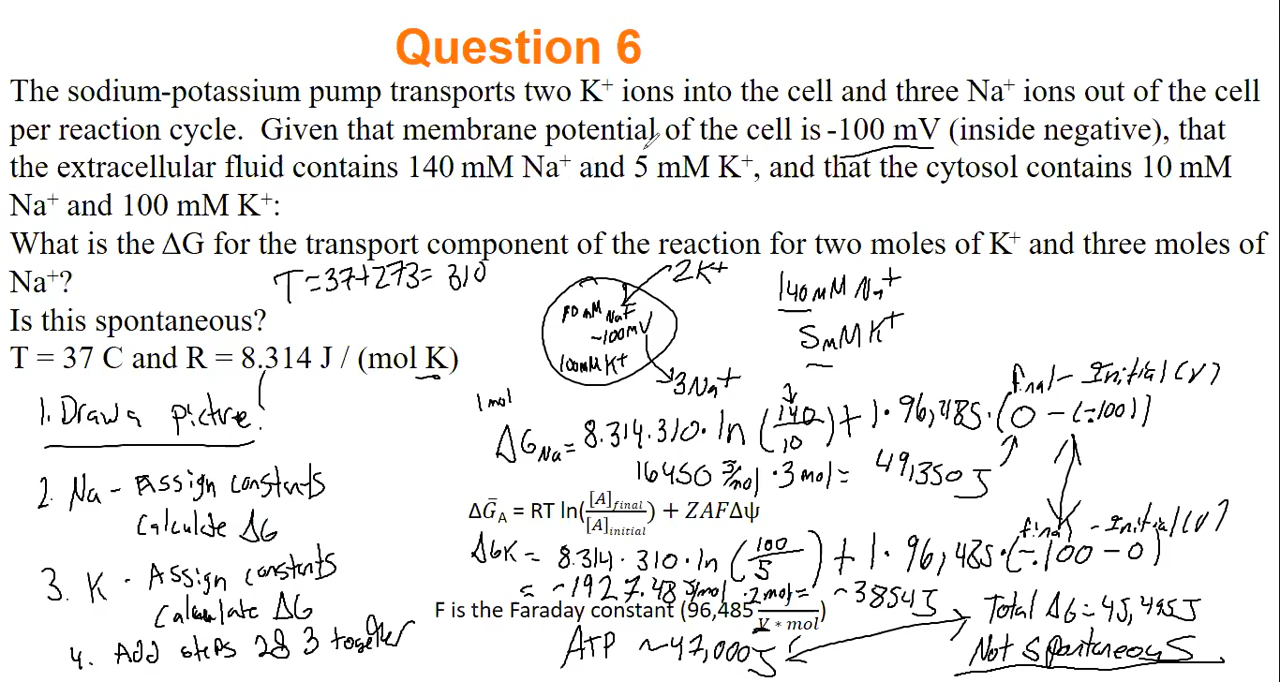 Question 6
The sodium-potassium pump transports two K⁺ ions into the cell and three Na⁺ ions out of the cell
per reaction cycle. Given that membrane potential of the cell is -100 mV (inside negative), that
the extracellular fluid contains 140 mM Na⁺ and 5 mM K⁺, and that the cytosol contains 10 mM
Na⁺ and 100 mM K⁺:
What is the ΔG for the transport component of the reaction for two moles of K⁺ and three moles of
Na⁺?
T = 37 + 273 = 310
2K+
140 mM Na+
Is this spontaneous?
10 mM Na+
-100 mV
5 mM K+
T = 37 C and R = 8.314 J / (mol K)
100mM K+
3Na+
final - Initial (V)
1. Draw a picture!
1 mol
ΔG Na = 8.314 · 310 · ln (140/10) + 1 · 96,485 · (0 - (-.100))
16450 J/mol · 3 mol = 49,350 J
2. Na - Assign constants
Calculate ΔG
ΔG̅_A = RT ln([A]_final/[A]_initial) + ZAFΔψ
final - Initial (V)
ΔG K = 8.314 · 310 · ln (100/5) + 1 · 96,485 · (-.100 - 0)
3. K - Assign constants
Calculate ΔG
= -1927.48 J/mol · 2 mol = -3854 J
F is the Faraday constant (96,485 J/(V * mol))
Total ΔG = 45,495 J
4. Add steps 2 & 3 together
ATP ~47,000 J
Not spontaneous